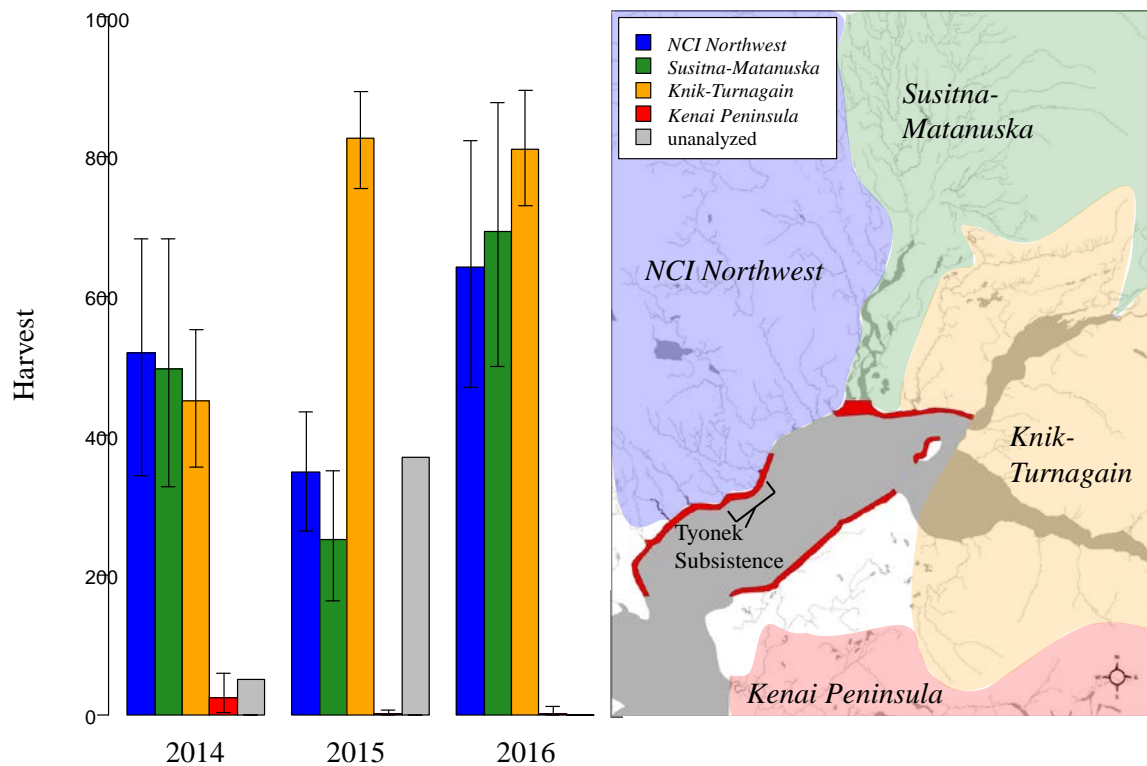 1000
800
600
400
200
0
Harvest
2014
2015
2016
NCI Northwest
Susitna-Matanuska
Knik-Turnagain
Kenai Peninsula
unanalyzed
Susitna-
Matanuska
NCI Northwest
Knik-
Turnagain
Tyonek
Subsistence
Kenai Peninsula